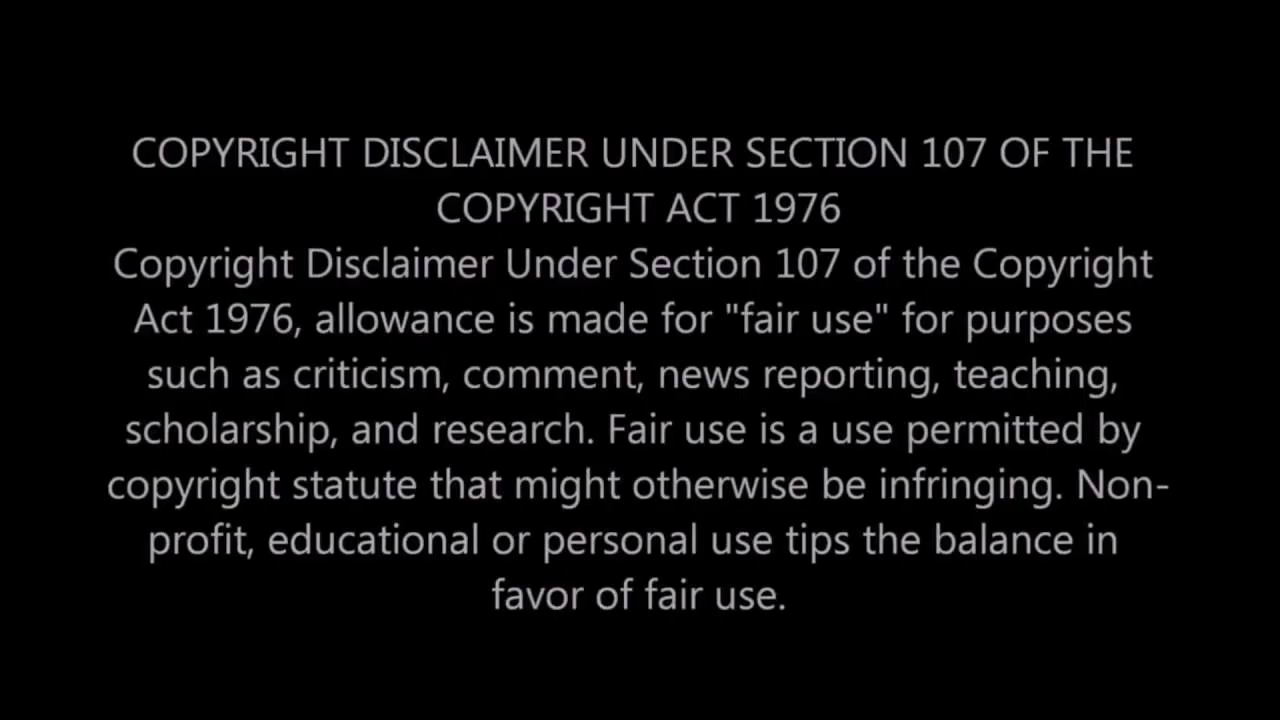 COPYRIGHT DISCLAIMER UNDER SECTION 107 OF THE
COPYRIGHT ACT 1976
Copyright Disclaimer Under Section 107 of the Copyright
Act 1976, allowance is made for "fair use" for purposes
such as criticism, comment, news reporting, teaching,
scholarship, and research. Fair use is a use permitted by
copyright statute that might otherwise be infringing. Non-
profit, educational or personal use tips the balance in
favor of fair use.